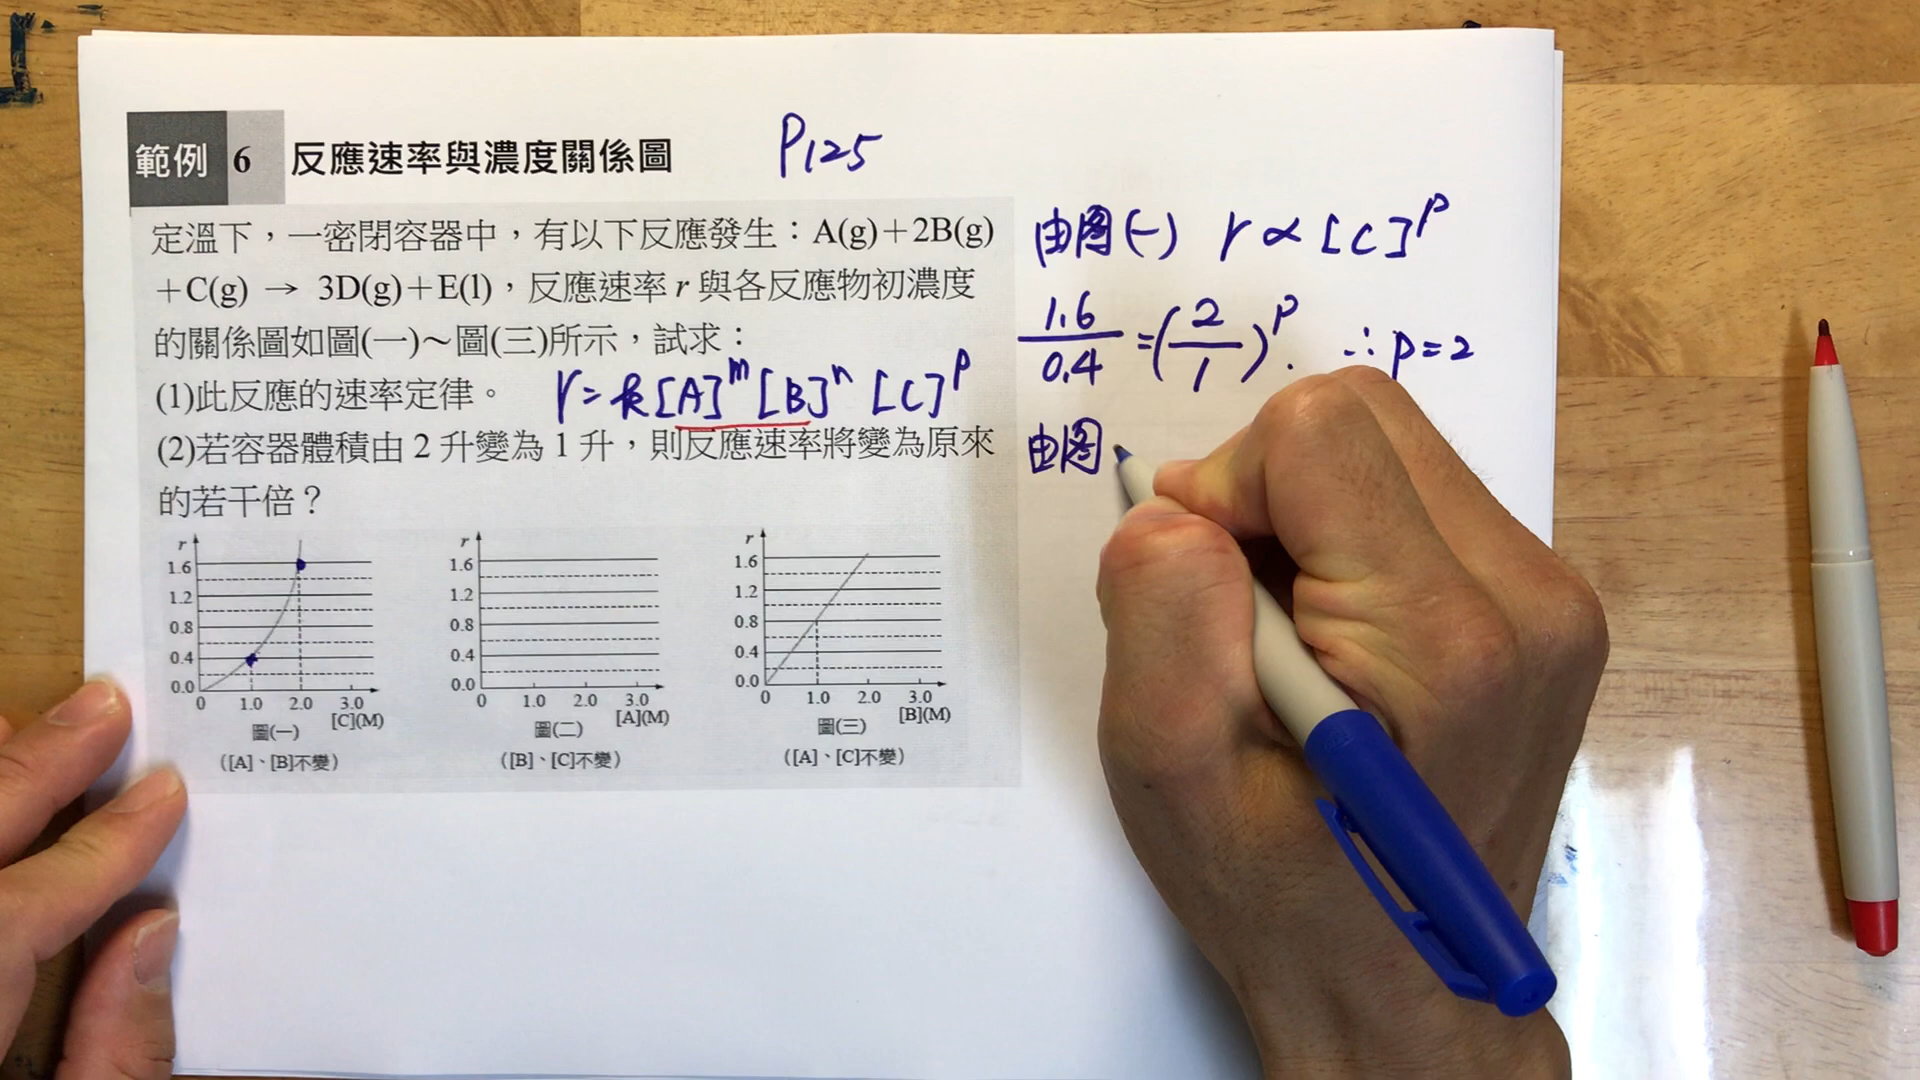 範例 6 反應速率與濃度關係圖 P125
定溫下，一密閉容器中，有以下反應發生：A(g)+2B(g)
+C(g) → 3D(g)+E(l)，反應速率 r 與各反應物初濃度
的關係圖如圖(一)～圖(三)所示，試求：
(1)此反應的速率定律。 r=k[A]^m[B]^n[C]^p
(2)若容器體積由 2 升變為 1 升，則反應速率將變為原來
的若干倍？
r
1.6
1.2
0.8
0.4
0.0
0 1.0 2.0 3.0
[C](M)
圖(一)
([A]、[B]不變)
r
1.6
1.2
0.8
0.4
0.0
0 1.0 2.0 3.0
[A](M)
圖(二)
([B]、[C]不變)
r
1.6
1.2
0.8
0.4
0.0
0 1.0 2.0 3.0
[B](M)
圖(三)
([A]、[C]不變)
由图(一) r∝[C]^p
1.6/0.4=(2/1)^p. ∴p=2
由图